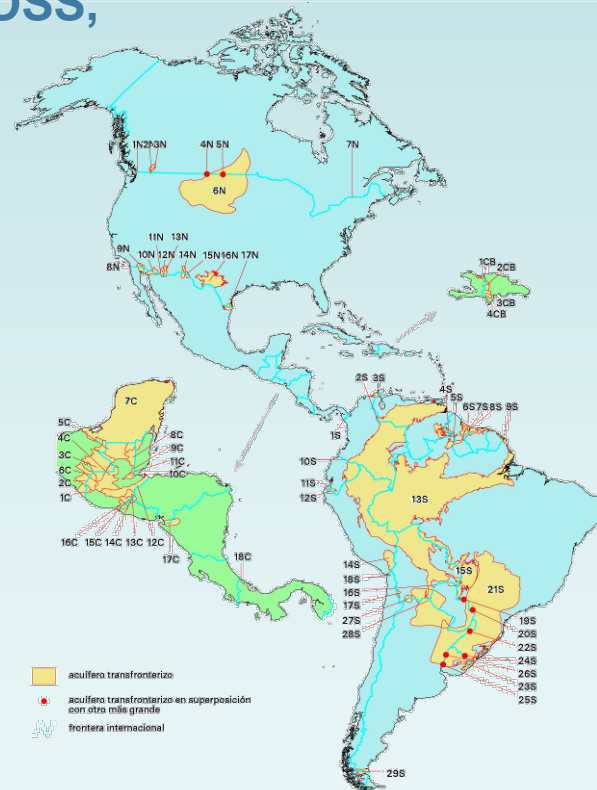 OSS,
1N2N3N 4N 5N 7N
6N
11N 13N
9N 10N 12N 14N 15N16N 17N
8N
1CB
2CB
3CB
4CB
2S 3S
4S
5S
6S7S8S 9S
1S
7C
5C
4C
3C
6C
2C
1C
8C
9C
11C
10C
16C 15C 14C 13C 12C
17C
18C
10S
11S
12S
13S
14S
18S
16S
17S
27S
28S
15S
21S
19S
20S
22S
24S
26S
23S
25S
29S
acuífero transfronterizo
acuífero transfronterizo en superposición
con otro más grande
frontera internacional